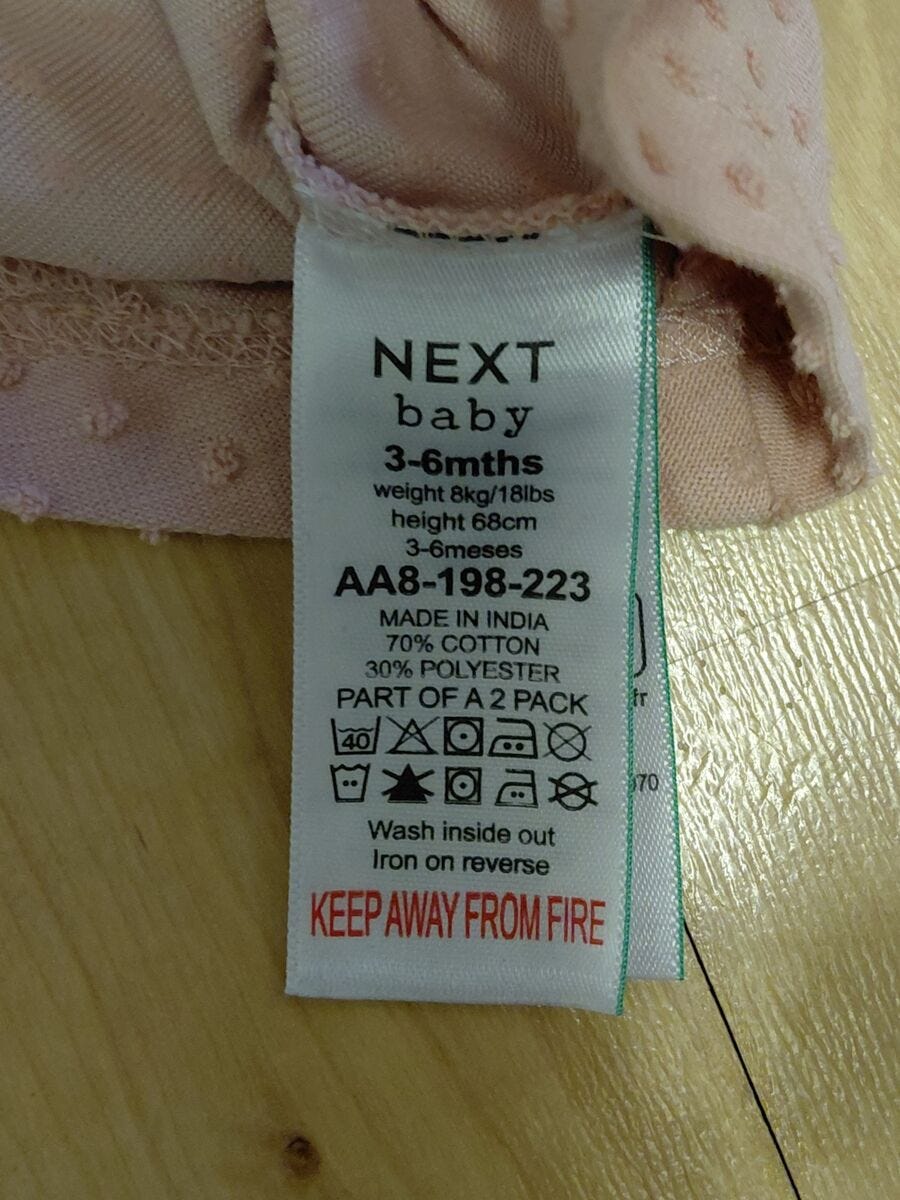 NEXT
baby
3-6mths
weight 8kg/18lbs
height 68cm
3-6meses
AA8-198-223
MADE IN INDIA
70% COTTON
30% POLYESTER
PART OF A 2 PACK
40
Wash inside out
Iron on reverse
KEEP AWAY FROM FIRE